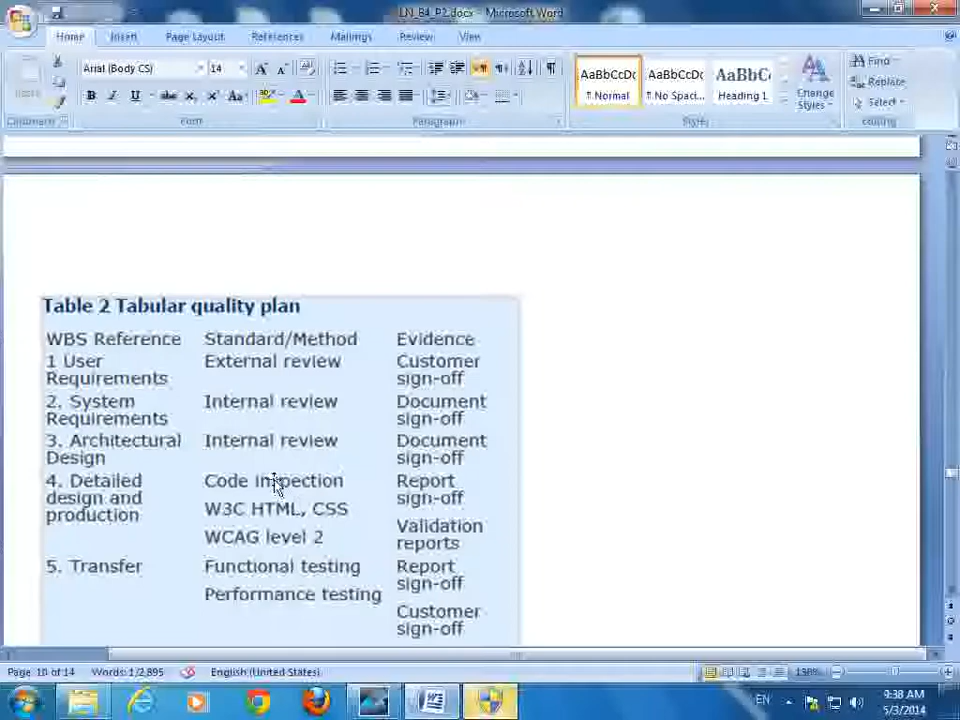 LN_B4_P2.docx - Microsoft Word
Home Insert Page Layout References Mailings Review View
Arial (Body CS) 14
AaBbCcDc AaBbCcDc AaBbC
¶ Normal ¶ No Spaci... Heading 1
Change
Styles
Find
Replace
Select
Font Paragraph Styles Editing
Table 2 Tabular quality plan
WBS Reference Standard/Method Evidence
1 User External review Customer
Requirements sign-off
2. System Internal review Document
Requirements sign-off
3. Architectural Internal review Document
Design sign-off
4. Detailed Code inspection Report
design and sign-off
production W3C HTML, CSS
WCAG level 2 Validation
reports
5. Transfer Functional testing Report
sign-off
Performance testing
Customer
sign-off
Page: 10 of 14 Words: 1/2,895 English (United States) 198%
EN 9:38 AM
5/3/2014